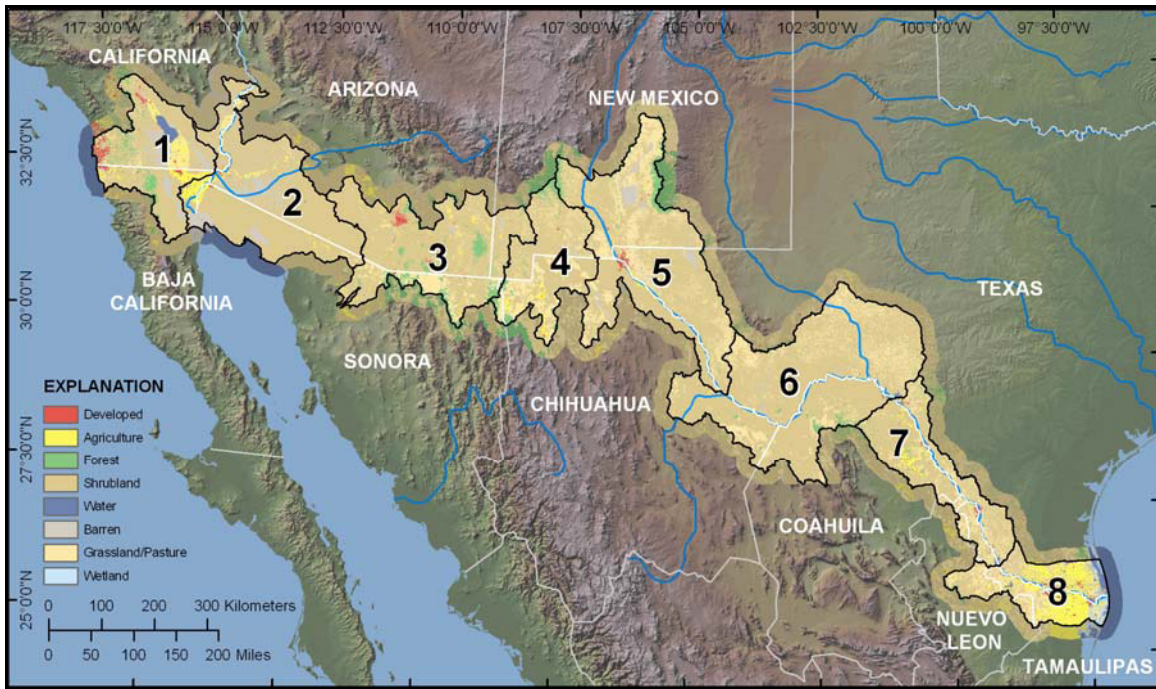 117°30'0"W 115°0'0"W 112°30'0"W 110°0'0"W 107°30'0"W 105°0'0"W 102°30'0"W 100°0'0"W 97°30'0"W
CALIFORNIA
ARIZONA
NEW MEXICO
32°30'0"N
1
2
3
4
5
TEXAS
30°0'0"N
BAJA
CALIFORNIA
SONORA
CHIHUAHUA
6
EXPLANATION
Developed
Agriculture
Forest
Shrubland
Water
Barren
Grassland/Pasture
Wetland
27°30'0"N
7
COAHUILA
25°0'0"N
8
NUEVO
LEON
TAMAULIPAS
0 100 200 300 Kilometers
0 50 100 150 200 Miles